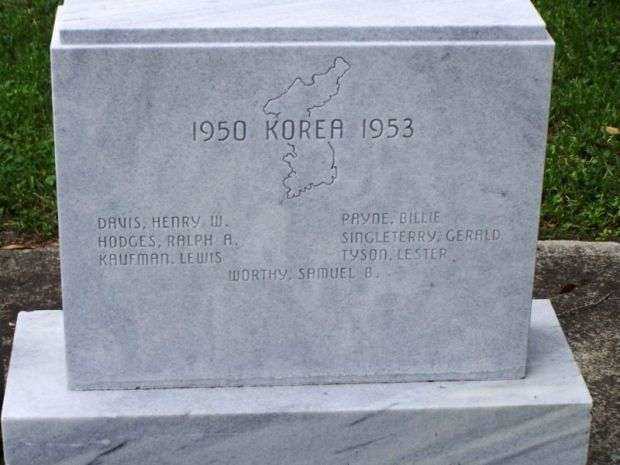 1950 KOREA 1953
DAVIS, HENRY W.
HODGES, RALPH A.
KAUFMAN, LEWIS
PAYNE, BILLIE
SINGLETERRY, GERALD
TYSON, LESTER
WORTHY, SAMUEL B.